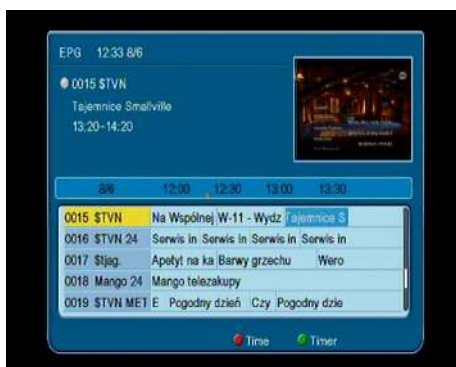 EPG 12:33 8/6
0015 $TVN
Tajemnice Smallville
13:20-14:20
8/6 12:00 12:30 13:00 13:30
0015 $TVN Na Wspólnej W-11 - Wydz Tajemnice S
0016 $TVN 24 Serwis in Serwis in Serwis in Serwis in
0017 $tjag. Apetyt na ka Barwy grzechu Wero
0018 Mango 24 Mango telezakupy
0019 $TVN MET E Pogodny dzień Czy Pogodny dzie
Time Timer